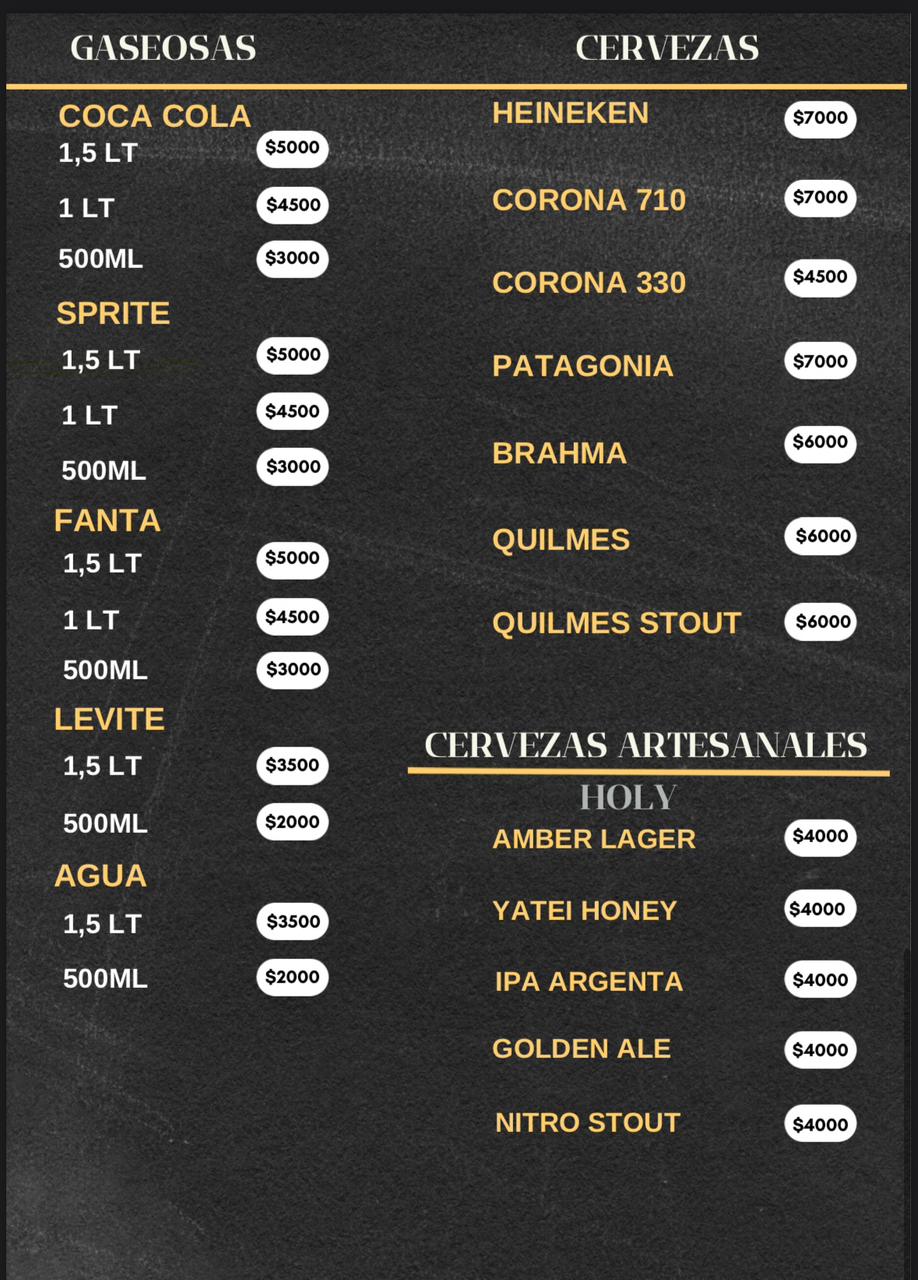 GASEOSAS
COCA COLA
1,5 LT $5000
1 LT $4500
500ML $3000
SPRITE
1,5 LT $5000
1 LT $4500
500ML $3000
FANTA
1,5 LT $5000
1 LT $4500
500ML $3000
LEVITE
1,5 LT $3500
500ML $2000
AGUA
1,5 LT $3500
500ML $2000
CERVEZAS
HEINEKEN $7000
CORONA 710 $7000
CORONA 330 $4500
PATAGONIA $7000
BRAHMA $6000
QUILMES $6000
QUILMES STOUT $6000
CERVEZAS ARTESANALES
HOLY
AMBER LAGER $4000
YATEI HONEY $4000
IPA ARGENTA $4000
GOLDEN ALE $4000
NITRO STOUT $4000